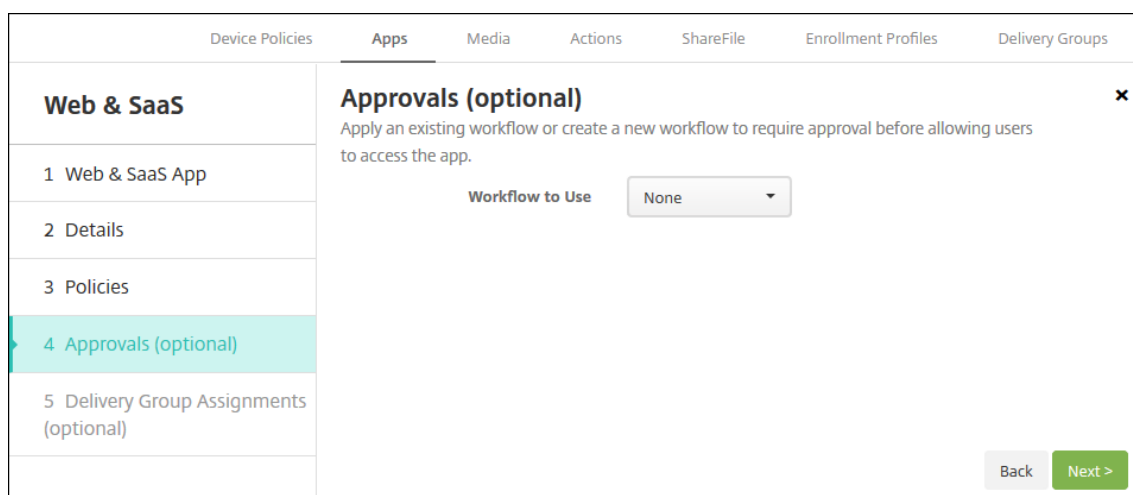 Device Policies Apps Media Actions ShareFile Enrollment Profiles Delivery Groups
Web & SaaS
1 Web & SaaS App
2 Details
3 Policies
4 Approvals (optional)
5 Delivery Group Assignments
(optional)
Approvals (optional)
Apply an existing workflow or create a new workflow to require approval before allowing users
to access the app.
Workflow to Use None
Back Next >